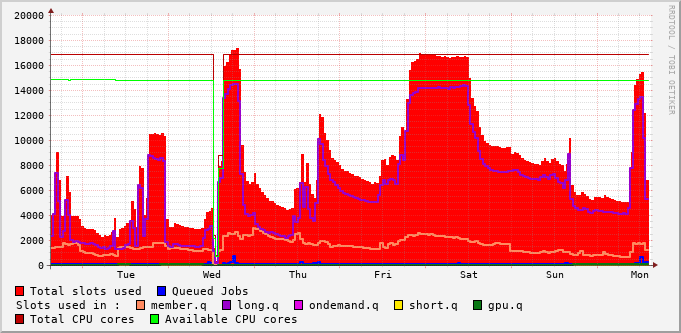 20000
18000
16000
14000
12000
10000
8000
6000
4000
2000
0
Tue Wed Thu Fri Sat Sun Mon
RRDTOOL / TOBI OETIKER
Total slots used Queued Jobs
Slots used in : member.q long.q ondemand.q short.q gpu.q
Total CPU cores Available CPU cores